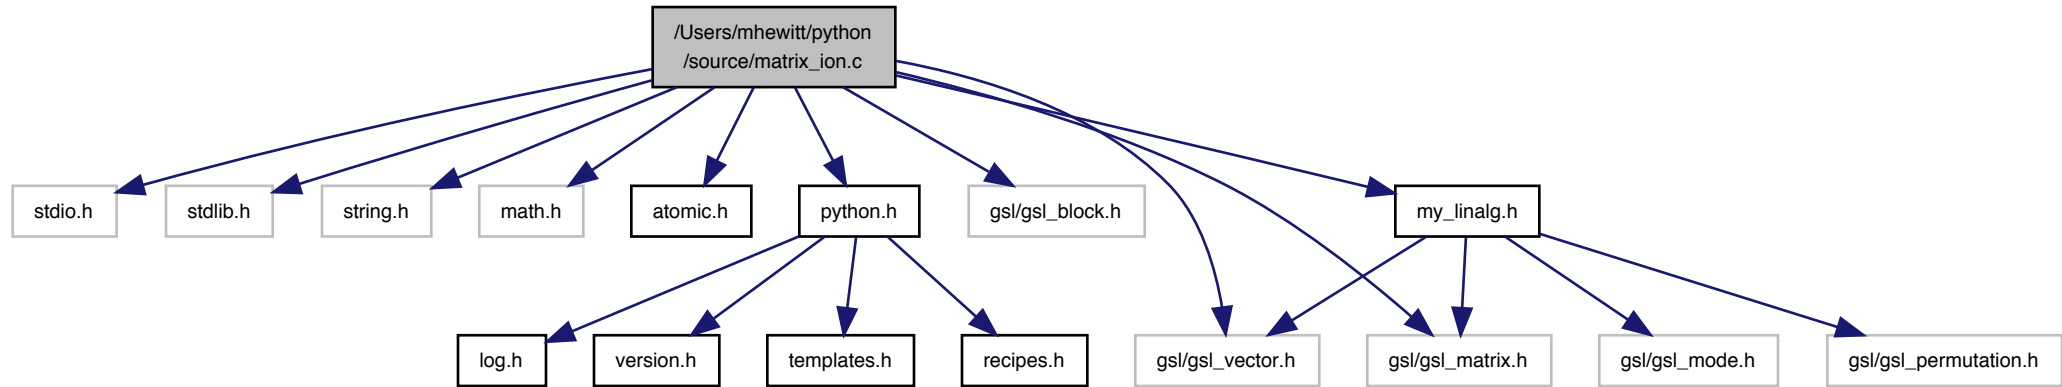 /Users/mhewitt/python
/source/matrix_ion.c
stdio.h
stdlib.h
string.h
math.h
atomic.h
python.h
gsl/gsl_block.h
my_linalg.h
log.h
version.h
templates.h
recipes.h
gsl/gsl_vector.h
gsl/gsl_matrix.h
gsl/gsl_mode.h
gsl/gsl_permutation.h